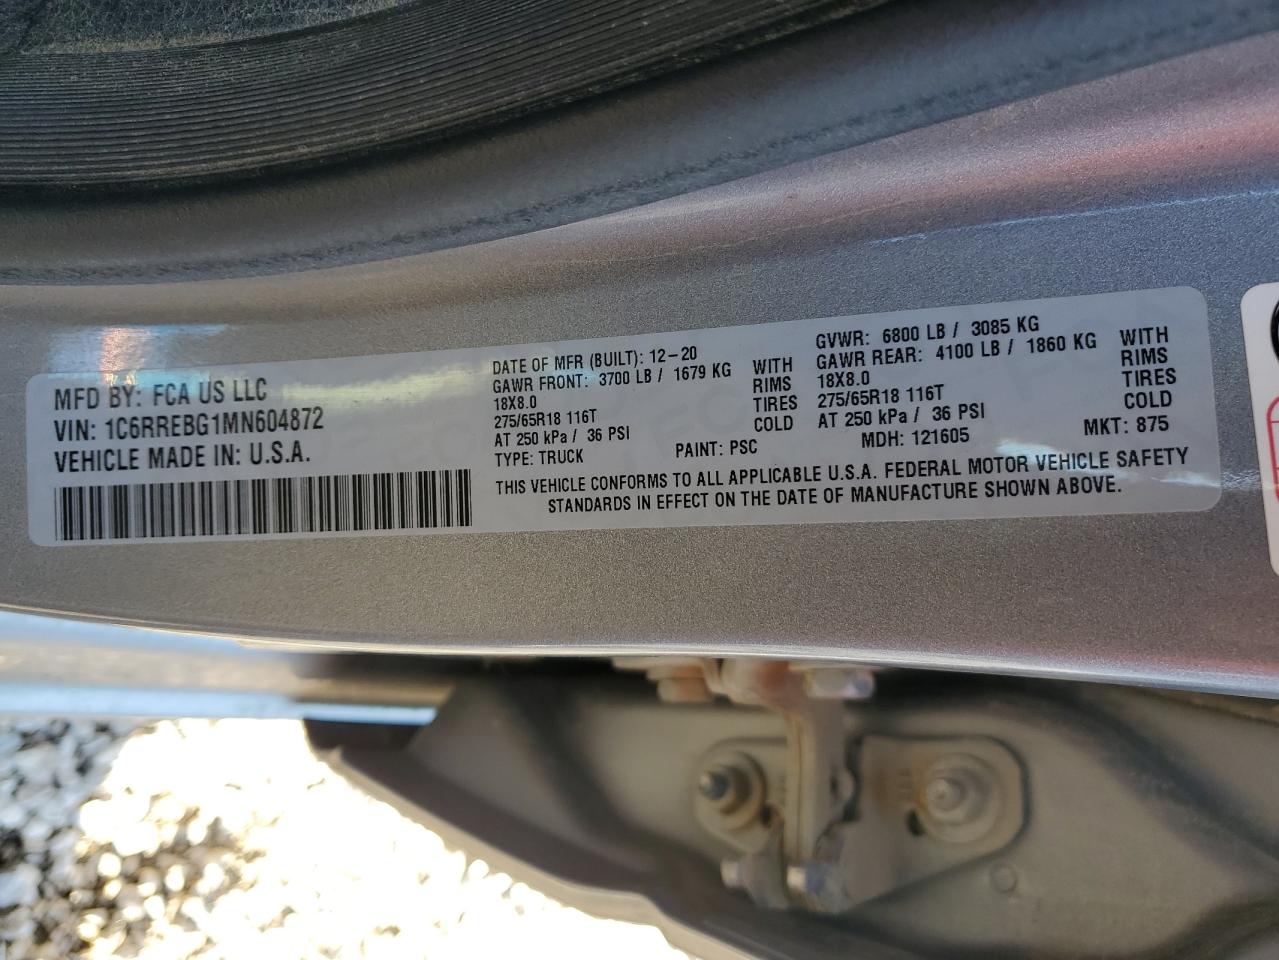 MFD BY: FCA US LLC
VIN: 1C6RREBG1MN604872
VEHICLE MADE IN: U.S.A.
DATE OF MFR (BUILT): 12-20
GAWR FRONT: 3700 LB / 1679 KG WITH
18X8.0 RIMS
275/65R18 116T TIRES
AT 250 kPa / 36 PSI COLD
TYPE: TRUCK PAINT: PSC
GVWR: 6800 LB / 3085 KG
GAWR REAR: 4100 LB / 1860 KG WITH
18X8.0 RIMS
275/65R18 116T TIRES
AT 250 kPa / 36 PSI COLD
MDH: 121605 MKT: 875
THIS VEHICLE CONFORMS TO ALL APPLICABLE U.S.A. FEDERAL MOTOR VEHICLE SAFETY
STANDARDS IN EFFECT ON THE DATE OF MANUFACTURE SHOWN ABOVE.